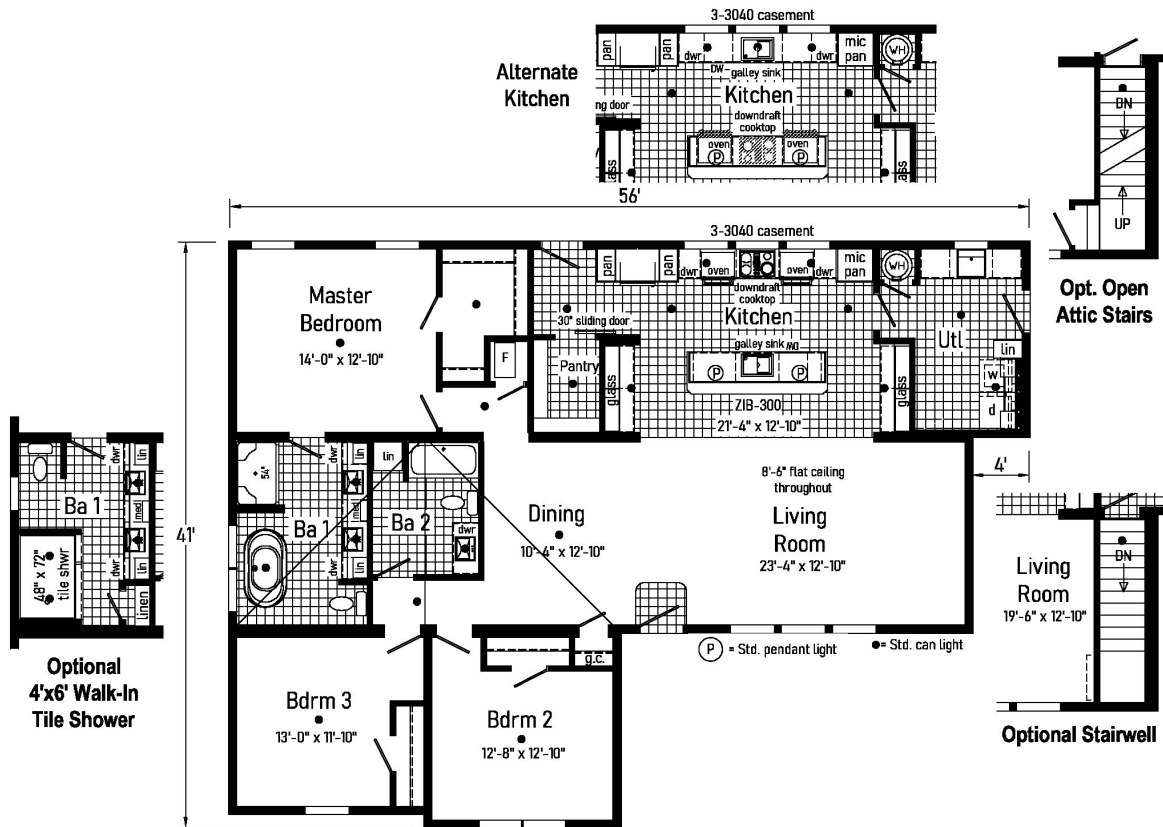 3-3040 casement
Alternate
Kitchen
pan
pan
dwr
dwr
mic
pan
WH
DW
galley sink
Kitchen
ng door
downdraft
cooktop
oven
oven
P
P
glass
glass
DN
UP
Opt. Open
Attic Stairs
56'
3-3040 casement
41'
Master
Bedroom
14'-0" x 12'-10"
F
pan
pan
dwr
oven
oven
dwr
mic
pan
WH
downdraft
cooktop
Kitchen
30" sliding door
galley sink
DW
P
P
Pantry
glass
glass
ZIB-300
21'-4" x 12'-10"
Utl
lin
w
d
4'
54"
dwr
lin
med
Ba 1
dwr
lin
lin
Ba 2
dwr
Dining
10'-4" x 12'-10"
8'-6" flat ceiling
throughout
Living
Room
23'-4" x 12'-10"
P = Std. pendant light
= Std. can light
g.c.
Bdrm 3
13'-0" x 11'-10"
Bdrm 2
12'-8" x 12'-10"
dwr
lin
Ba 1
med
dwr
lin
48" x 72"
tile shwr
linen
Optional
4'x6' Walk-In
Tile Shower
DN
Living
Room
19'-6" x 12'-10"
Optional Stairwell